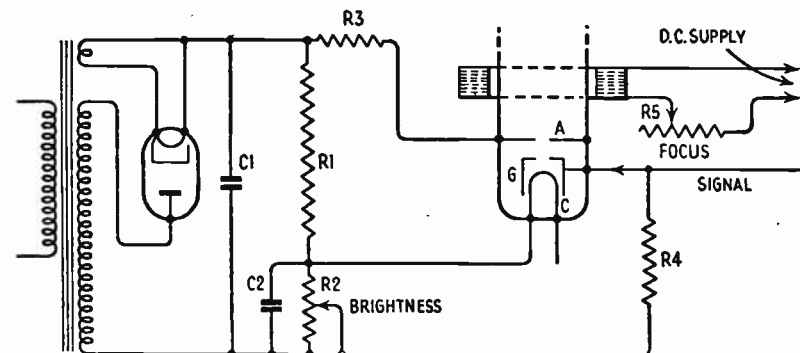 R3
D.C. SUPPLY
R5
FOCUS
A
C1
R1
G
SIGNAL
C
R4
C2
R2
BRIGHTNESS